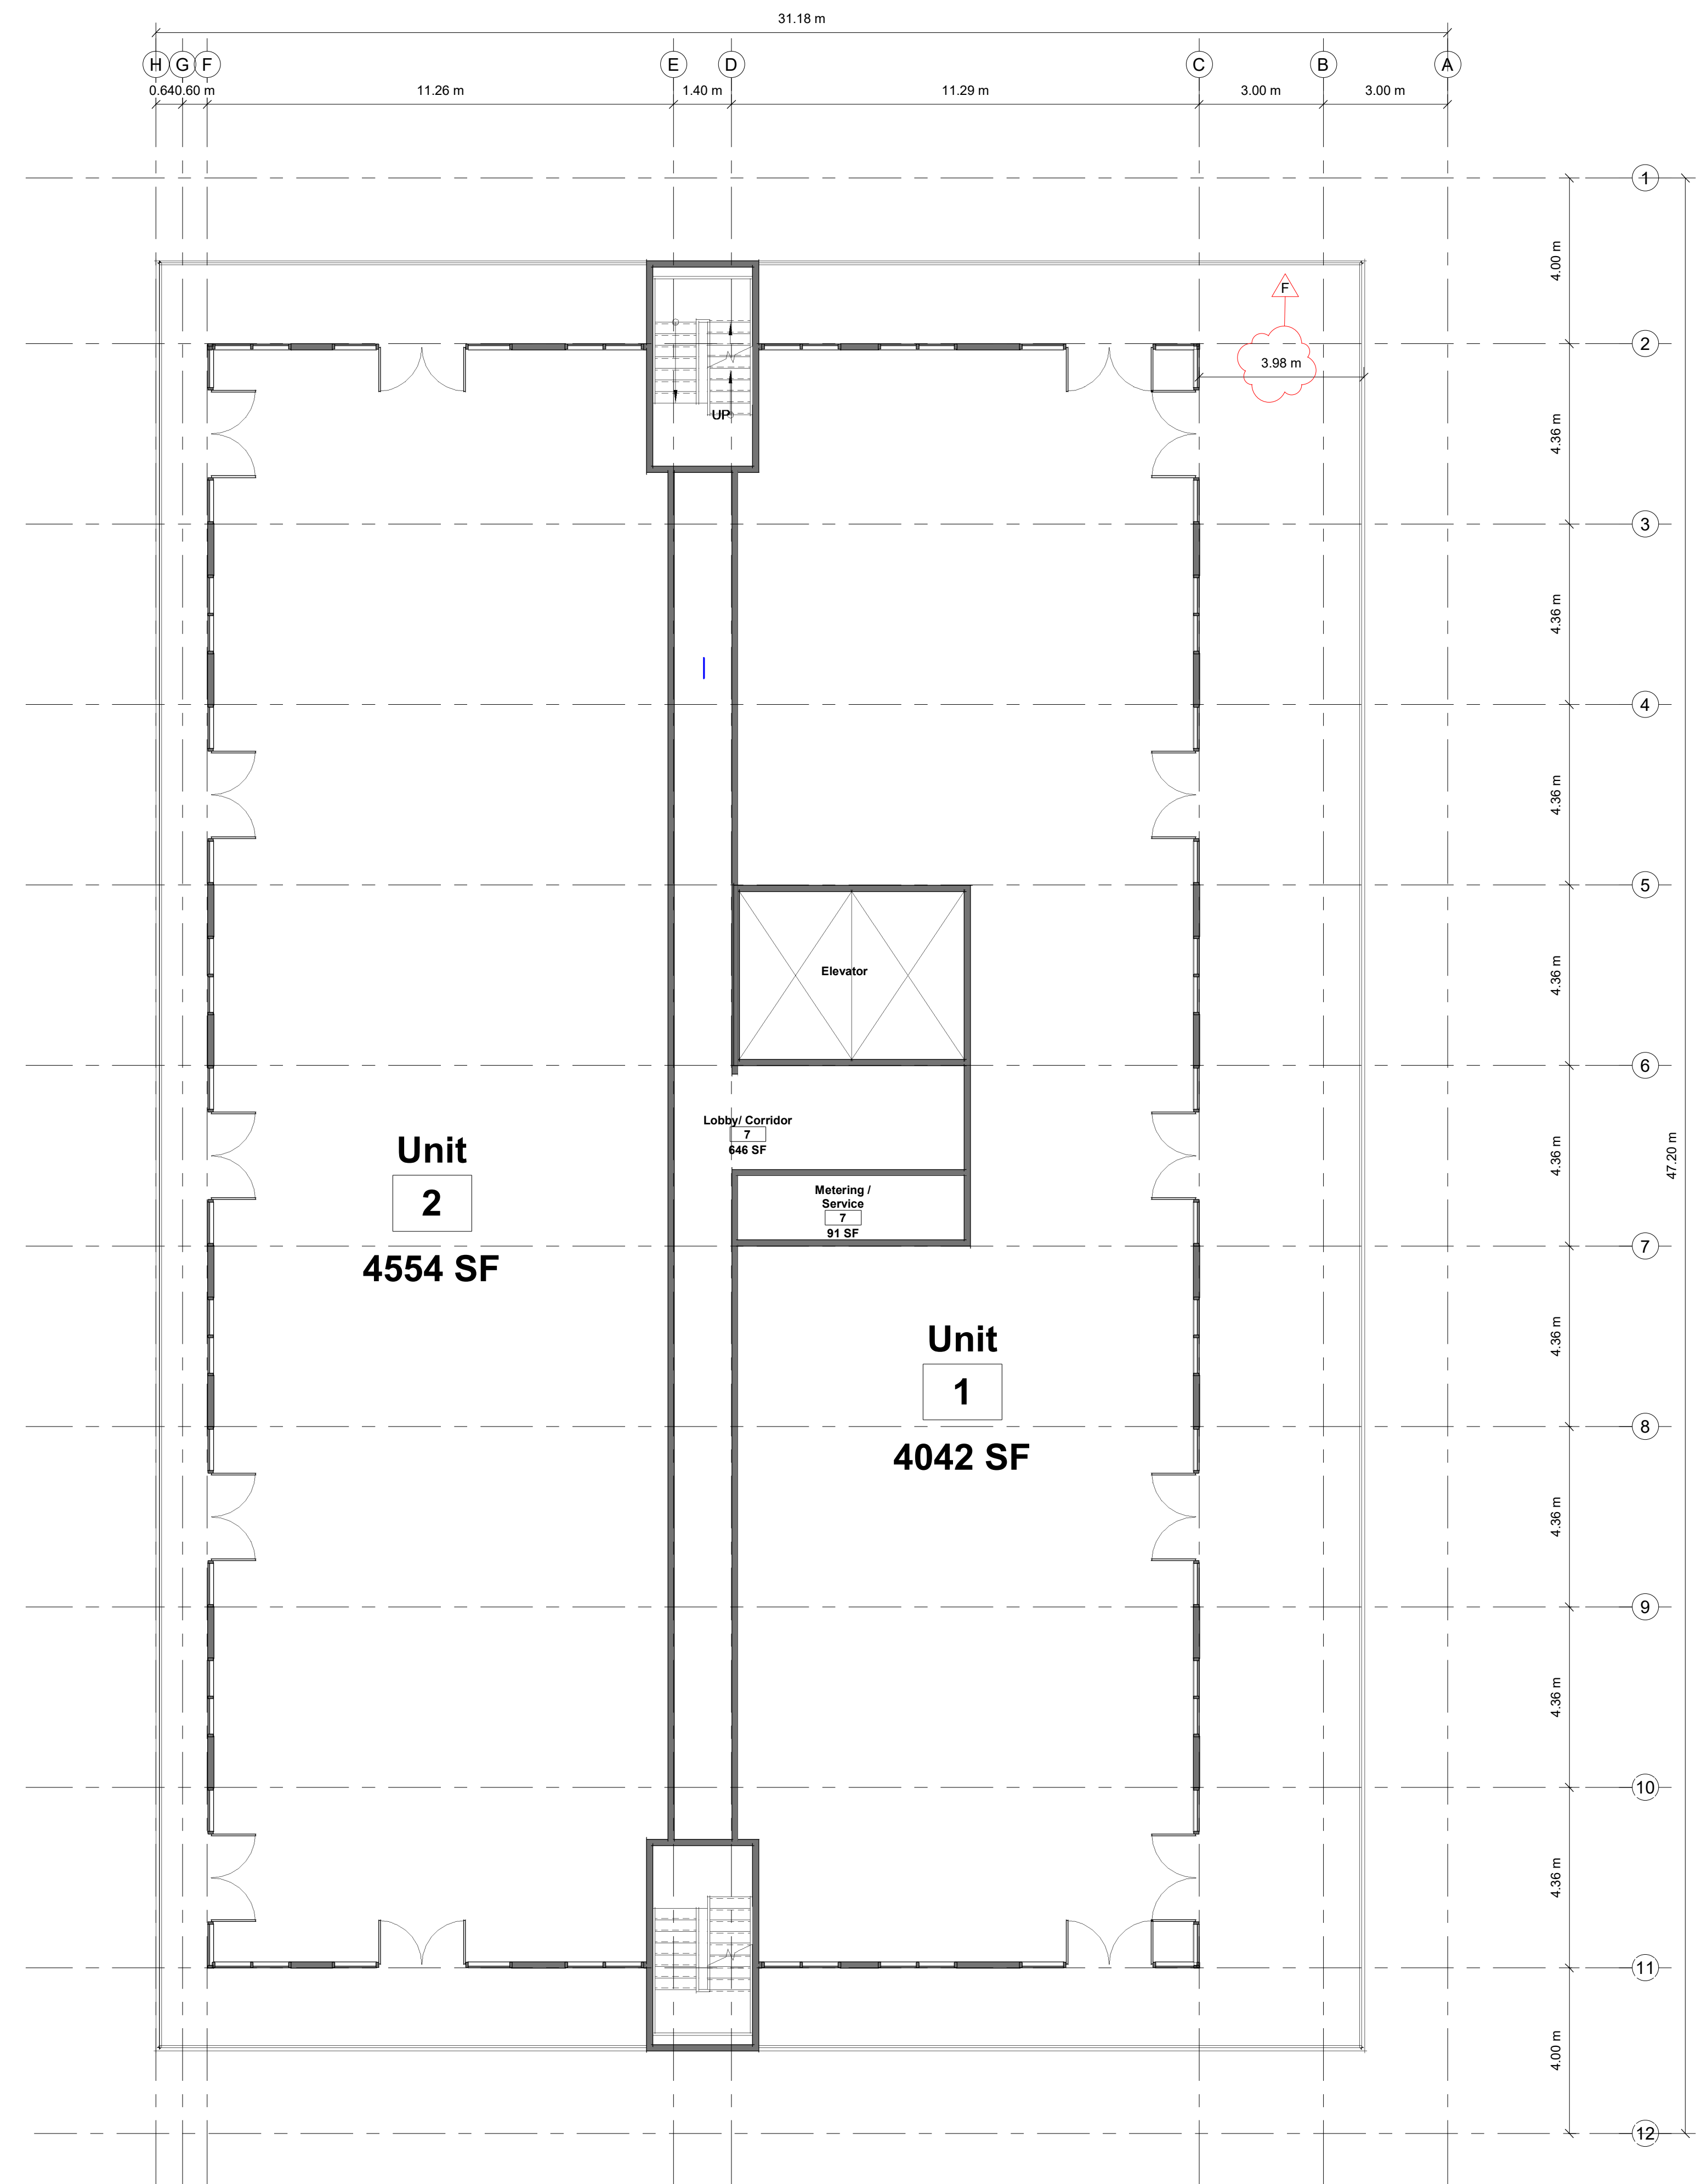 31.18 m
H G F E D C B A
0.64 0.60 m 11.26 m 1.40 m 11.29 m 3.00 m 3.00 m
1
4.00 m
F
2
3.98 m
UP
4.36 m
3
4.36 m
4
4.36 m
5
Elevator
4.36 m
6
Lobby/ Corridor
7
646 SF
Metering /
Service
7
91 SF
4.36 m
47.20 m
Unit
2
4554 SF
7
Unit
1
4042 SF
4.36 m
8
4.36 m
9
4.36 m
10
4.36 m
11
4.00 m
12